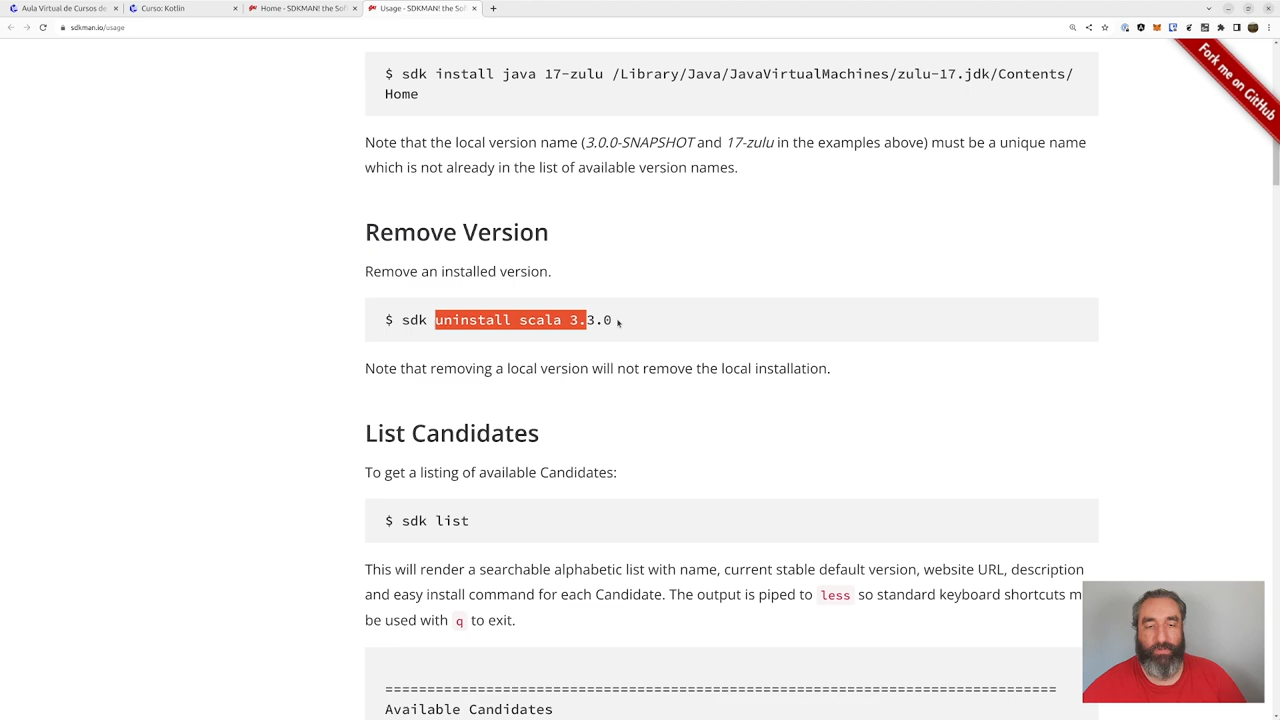 Aula Virtual de Cursos de
Curso: Kotlin
Home - SDKMAN! the Sof
Usage - SDKMAN! the Sof
sdkman.io/usage
Fork me on GitHub
$ sdk install java 17-zulu /Library/Java/JavaVirtualMachines/zulu-17.jdk/Contents/
Home
Note that the local version name (3.0.0-SNAPSHOT and 17-zulu in the examples above) must be a unique name
which is not already in the list of available version names.
Remove Version
Remove an installed version.
$ sdk uninstall scala 3.3.0
Note that removing a local version will not remove the local installation.
List Candidates
To get a listing of available Candidates:
$ sdk list
This will render a searchable alphabetic list with name, current stable default version, website URL, description
and easy install command for each Candidate. The output is piped to less so standard keyboard shortcuts m
be used with q to exit.
================================================================================
Available Candidates